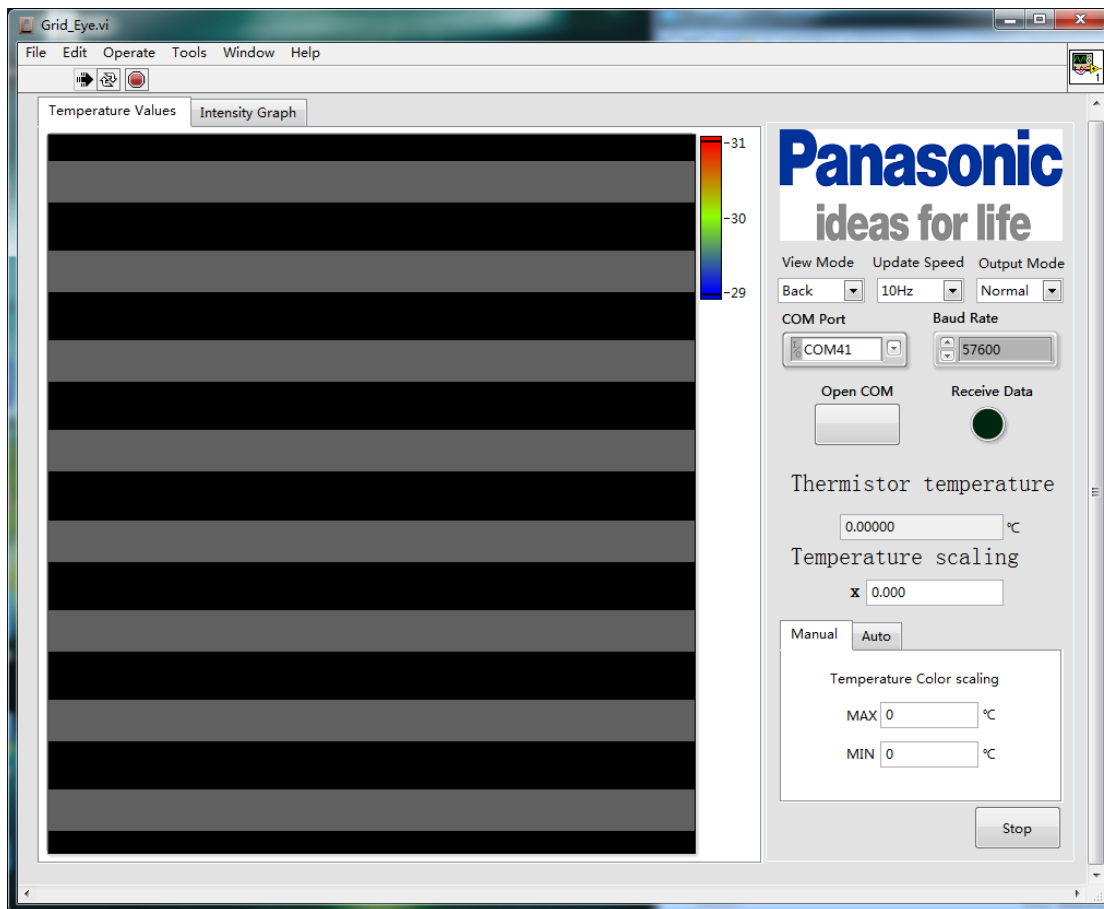 Grid_Eye.vi
File Edit Operate Tools Window Help
1
Temperature Values Intensity Graph
31
30
29
Panasonic
ideas for life
View Mode Update Speed Output Mode
Back 10Hz Normal
COM Port Baud Rate
COM41 57600
Open COM Receive Data
Thermistor temperature
0.00000 ℃
Temperature scaling
x 0.000
Manual Auto
Temperature Color scaling
MAX 0 ℃
MIN 0 ℃
Stop